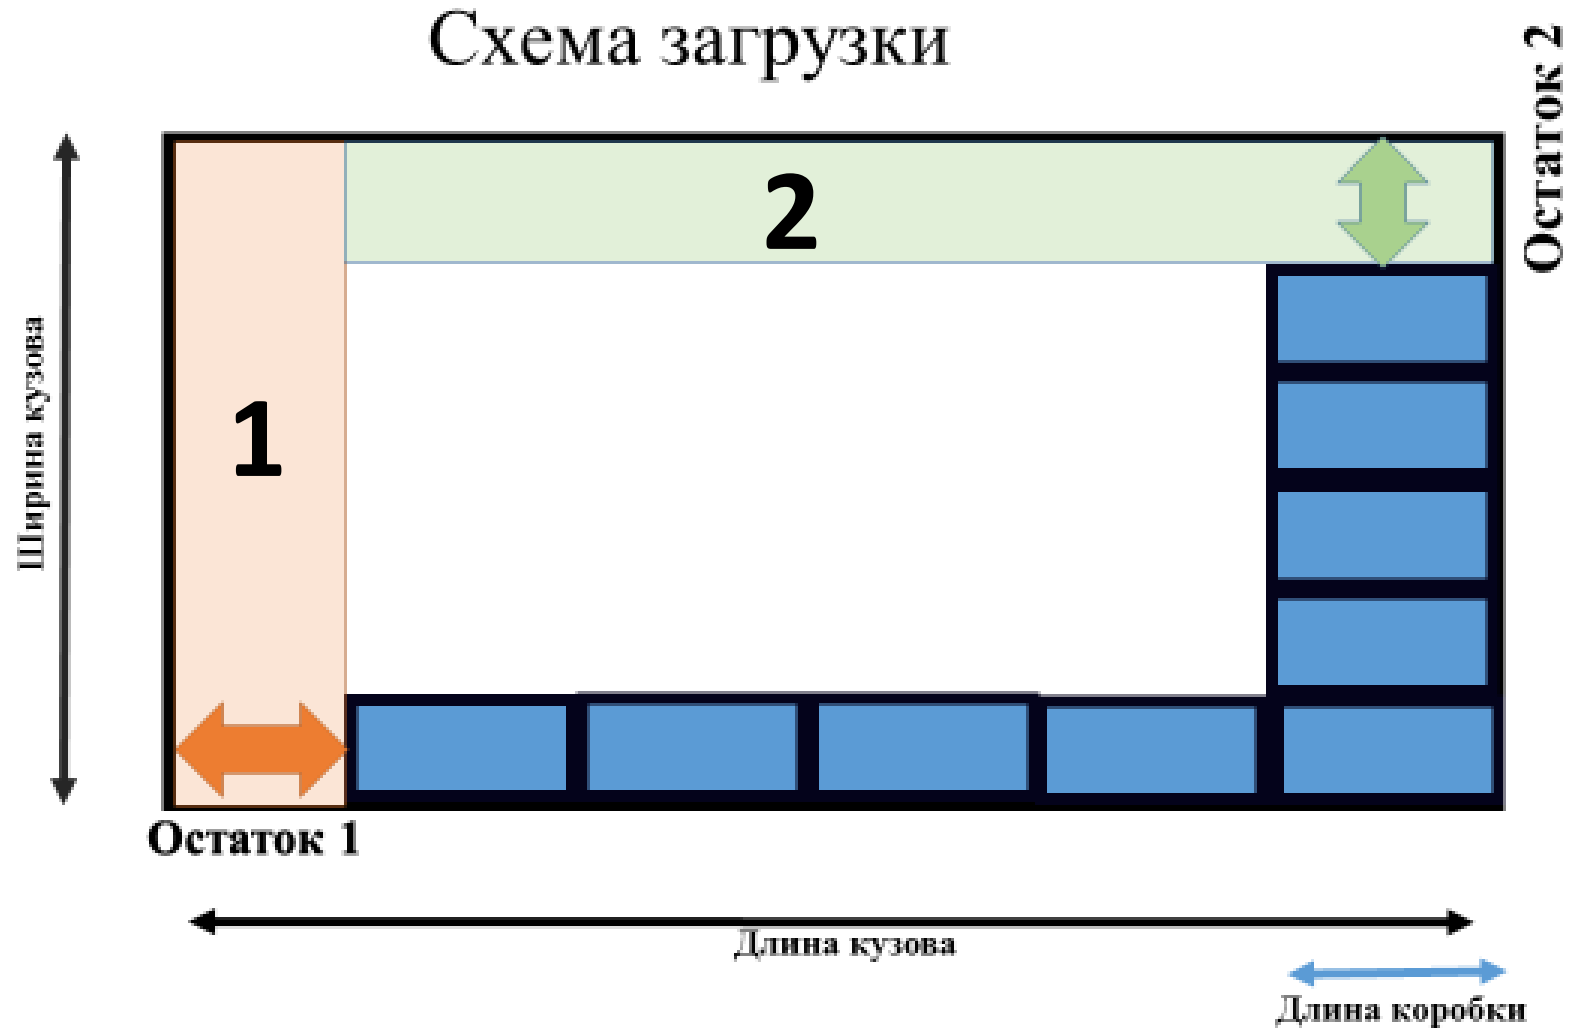 Схема загрузки
Остаток 2
2
Ширина кузова
1
Остаток 1
Длина кузова
Длина коробки